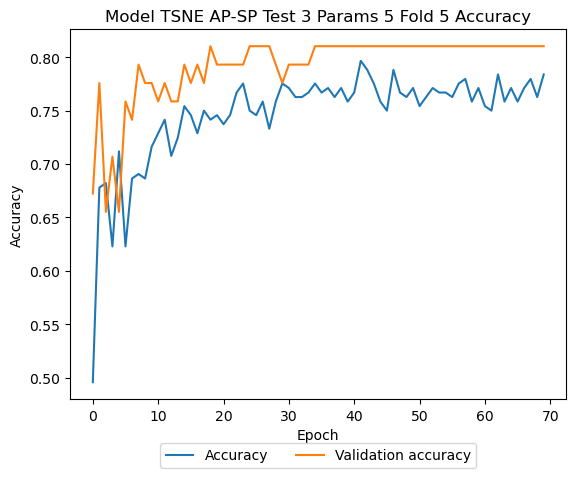 Model TSNE AP-SP Test 3 Params 5 Fold 5 Accuracy
Accuracy
0.80
0.75
0.70
0.65
0.60
0.55
0.50
0 10 20 30 40 50 60 70
Epoch
Accuracy Validation accuracy